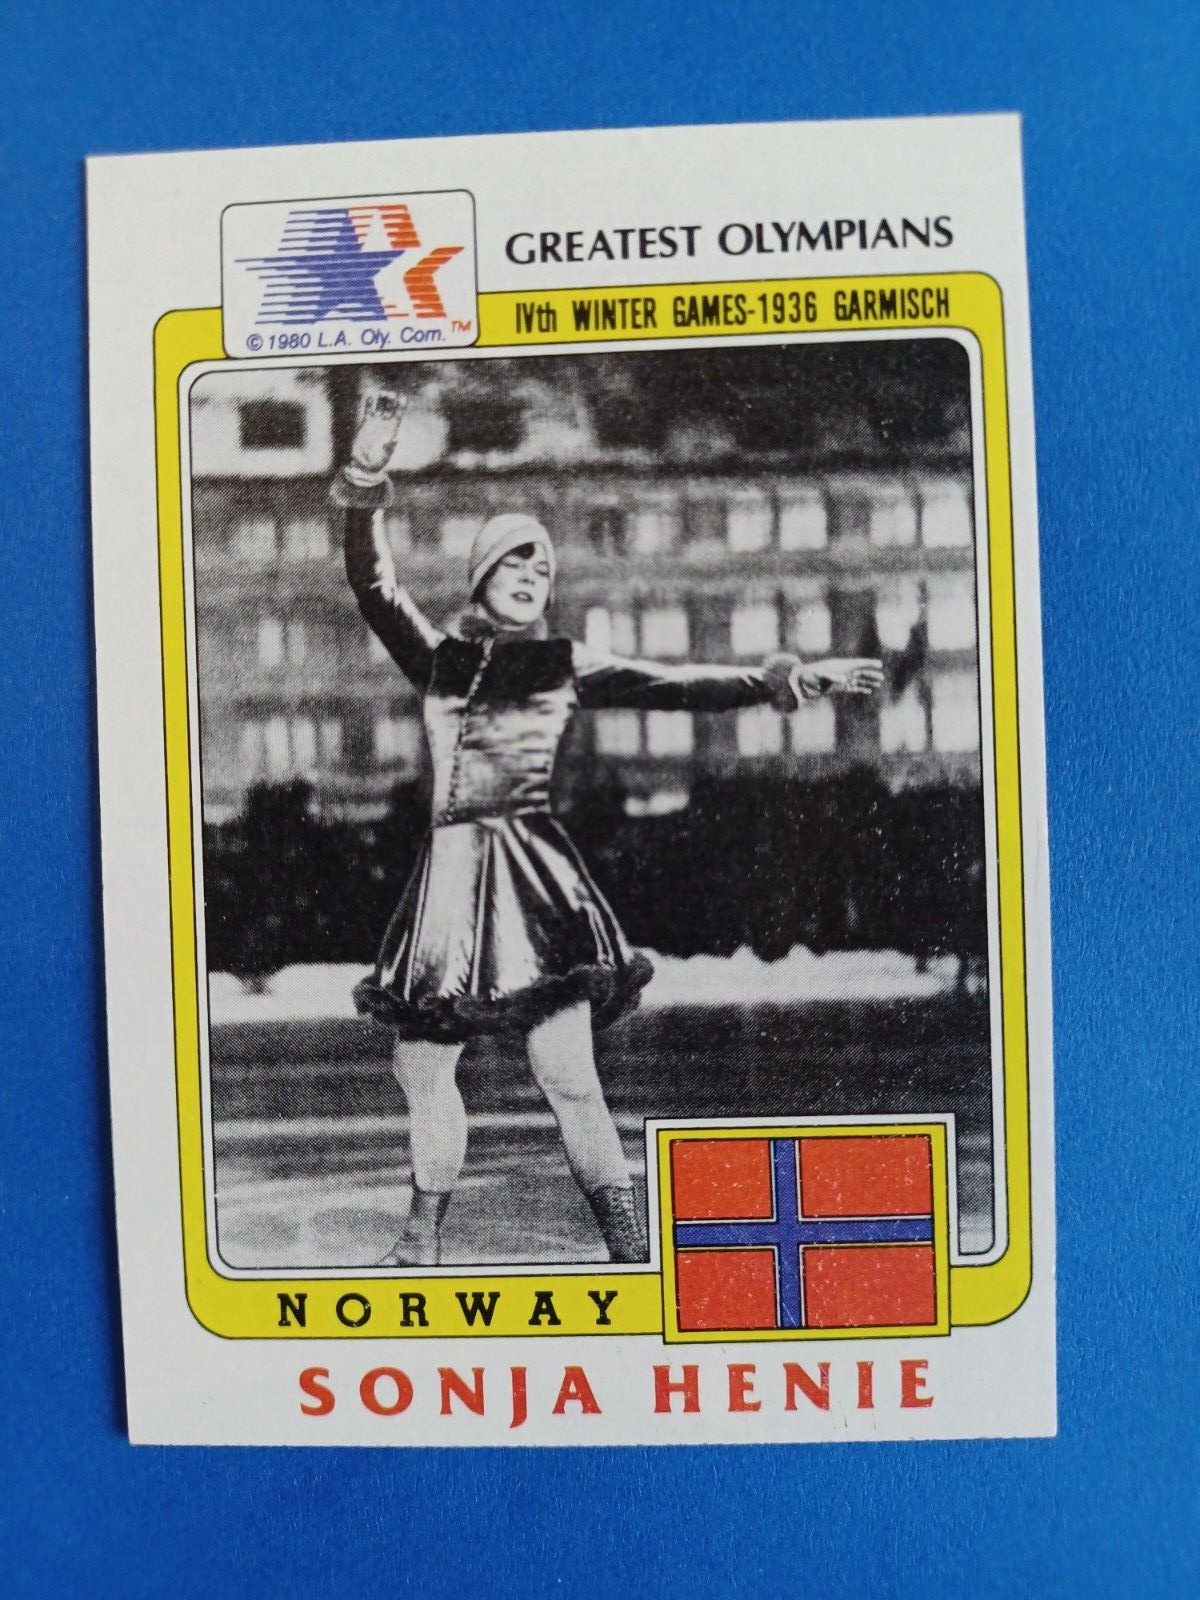 GREATEST OLYMPIANS
IVth WINTER GAMES-1936 GARMISCH
©1980 L.A. Oly. Com.™
NORWAY
SONJA HENIE